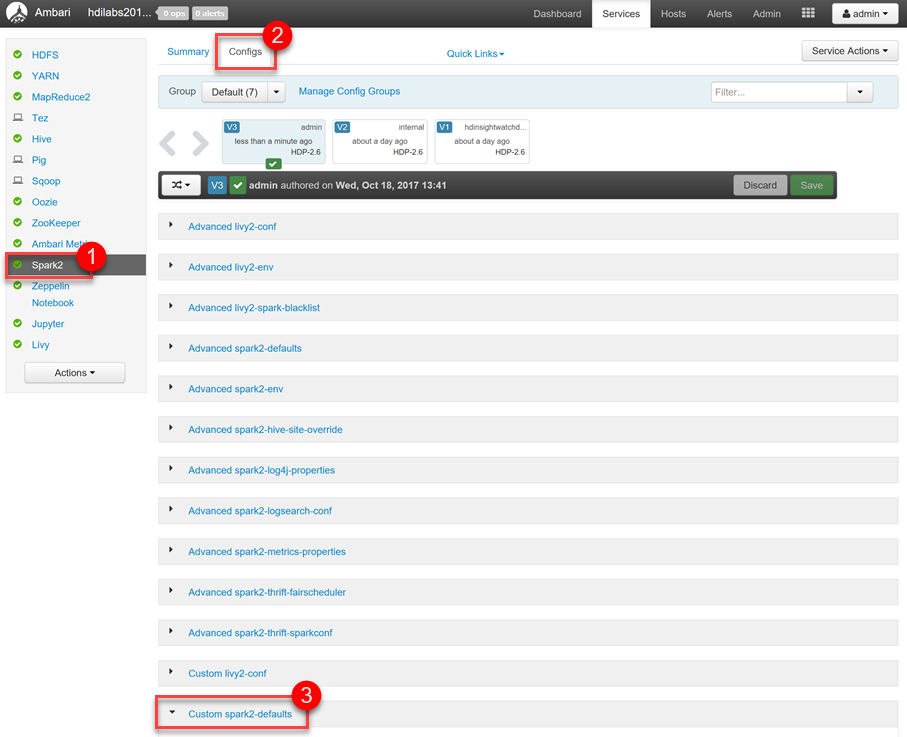 Ambari hdilabs201... 0 ops 0 alerts Dashboard Services Hosts Alerts Admin admin
HDFS
YARN
MapReduce2
Tez
Hive
Pig
Sqoop
Oozie
ZooKeeper
Ambari Metri
Spark2
1
Zeppelin
Notebook
Jupyter
Livy
Actions
Summary Configs 2 Quick Links Service Actions
Group Default (7) Manage Config Groups Filter...
V3 admin
less than a minute ago
HDP-2.6
V2 internal
about a day ago
HDP-2.6
V1 hdinsightwatchd...
about a day ago
HDP-2.6
V3 admin authored on Wed, Oct 18, 2017 13:41 Discard Save
Advanced livy2-conf
Advanced livy2-env
Advanced livy2-spark-blacklist
Advanced spark2-defaults
Advanced spark2-env
Advanced spark2-hive-site-override
Advanced spark2-log4j-properties
Advanced spark2-logsearch-conf
Advanced spark2-metrics-properties
Advanced spark2-thrift-fairscheduler
Advanced spark2-thrift-sparkconf
Custom livy2-conf
Custom spark2-defaults
3